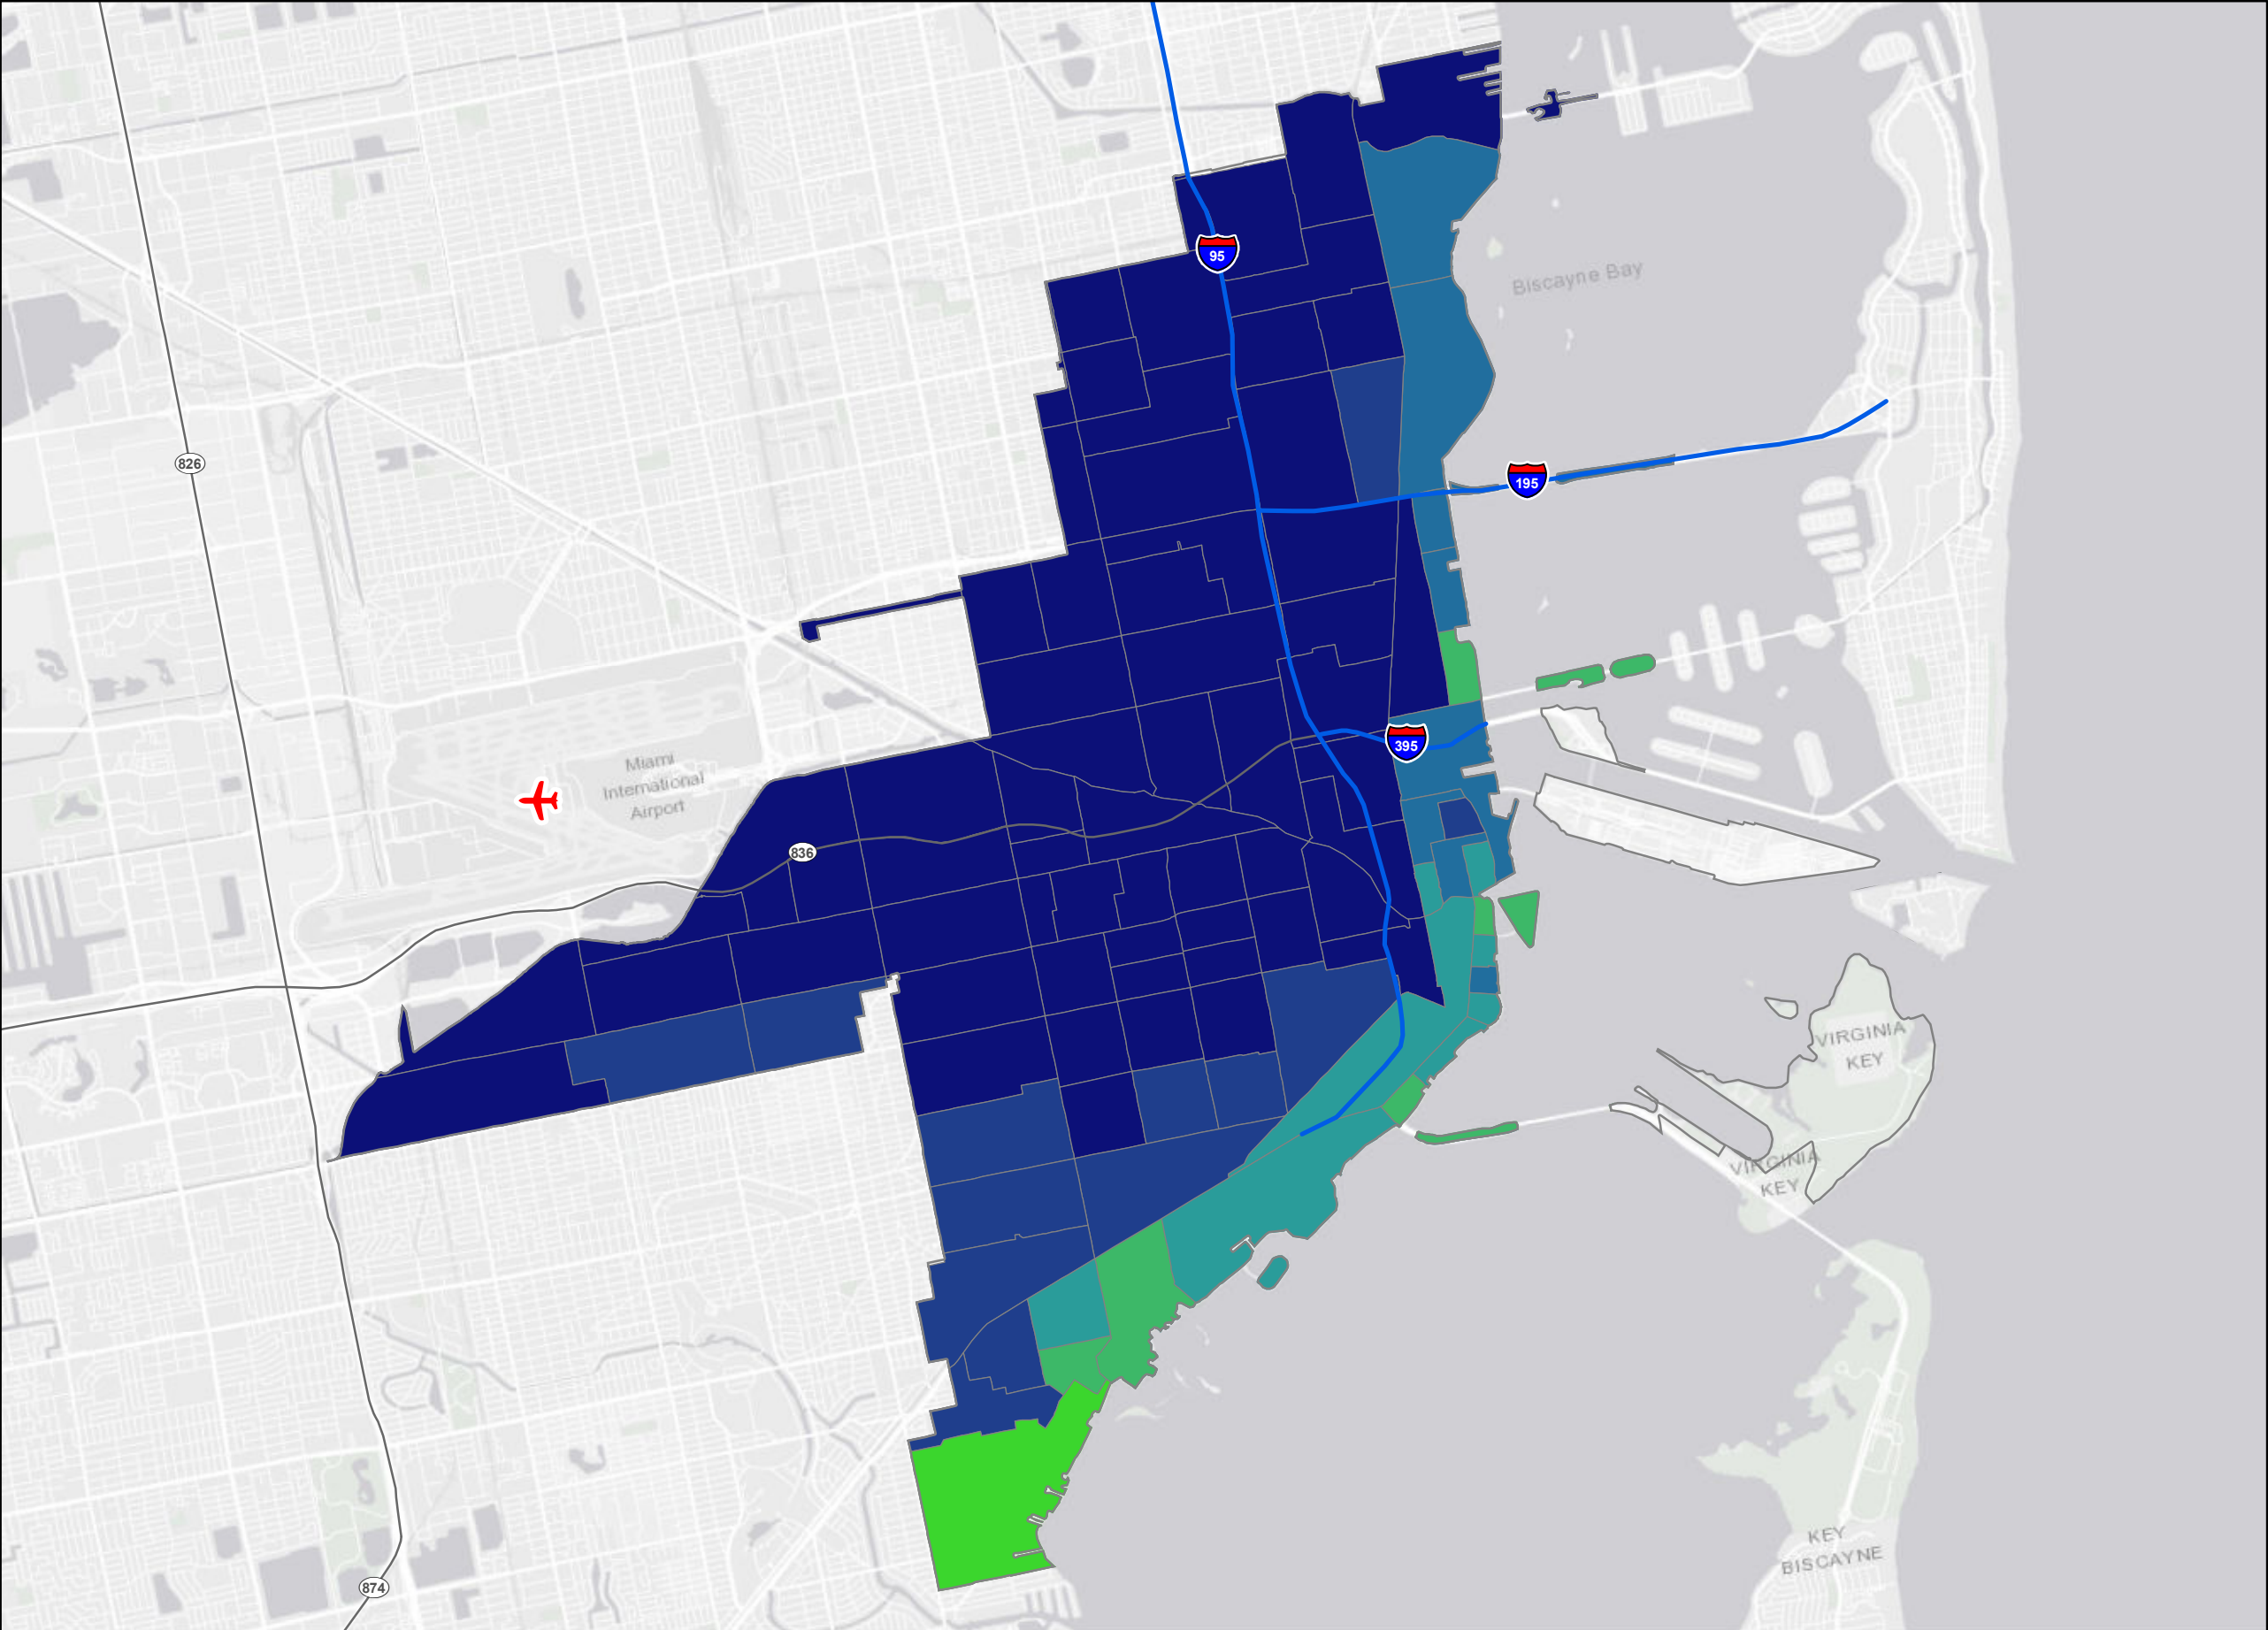 95
Biscayne Bay
826
195
395
Miami
International
Airport
836
VIRGINIA
KEY
VIRGINIA
KEY
KEY
BISCAYNE
874